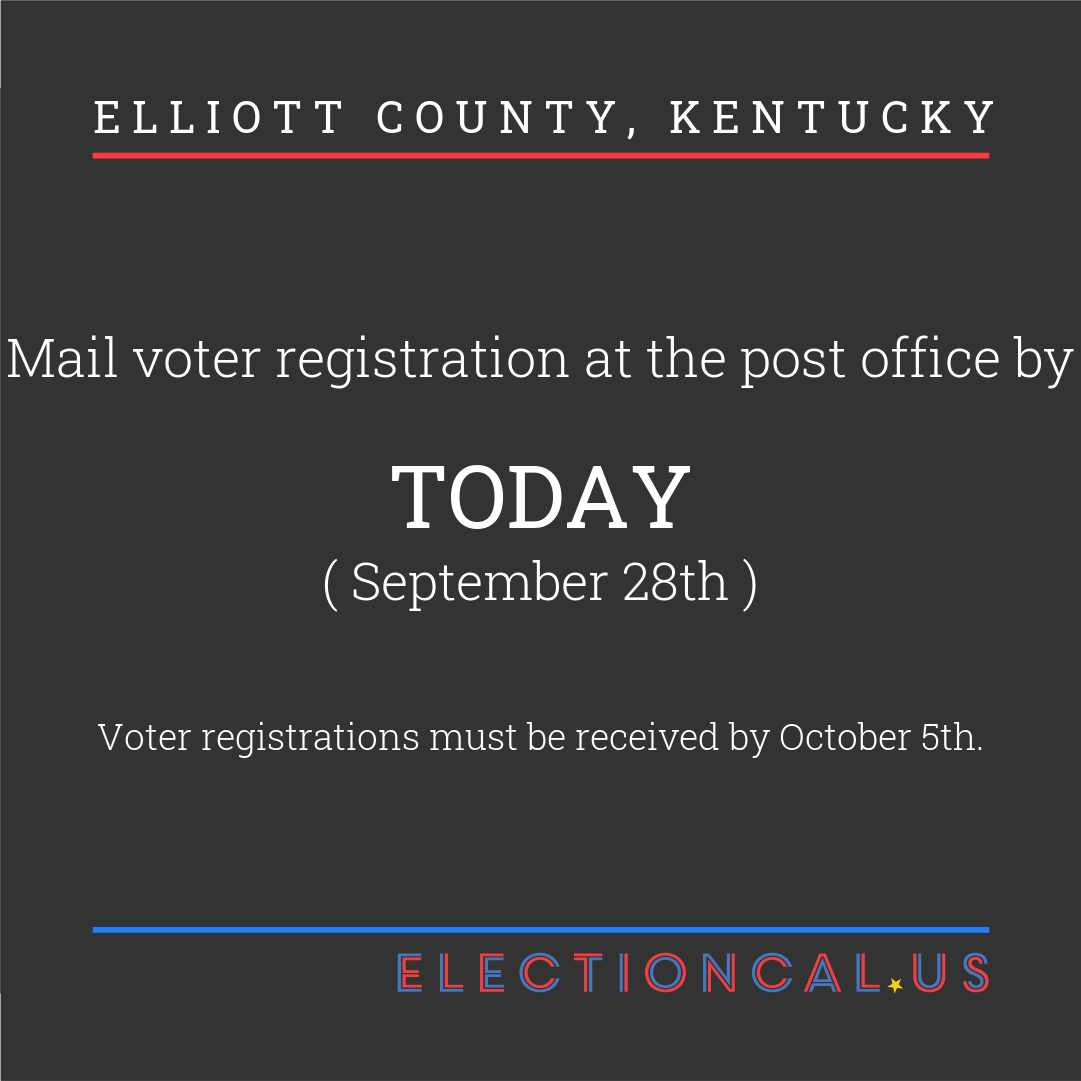 ELLIOTT COUNTY, KENTUCKY
Mail voter registration at the post office by
TODAY
( September 28th )
Voter registrations must be received by October 5th.
ELECTIONCAL.US